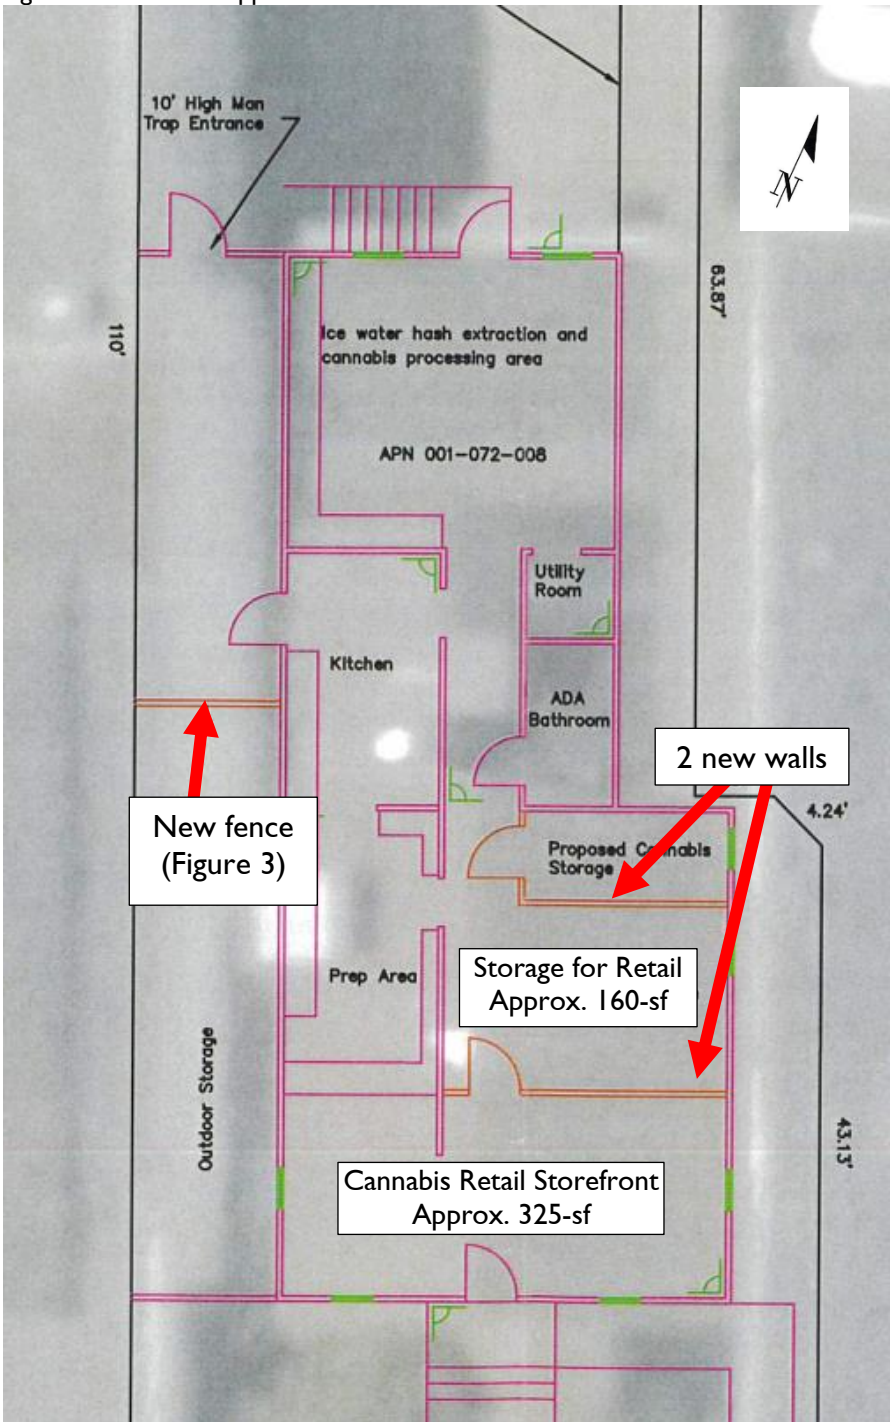 10' High Man
Trap Entrance
N
63.87'
110'
Ice water hash extraction and
cannabis processing area
APN 001-072-008
Utility
Room
Kitchen
ADA
Bathroom
2 new walls
4.24'
New fence
(Figure 3)
Proposed Cannabis
Storage
Storage for Retail
Approx. 160-sf
Prep Area
Outdoor Storage
43.13'
Cannabis Retail Storefront
Approx. 325-sf